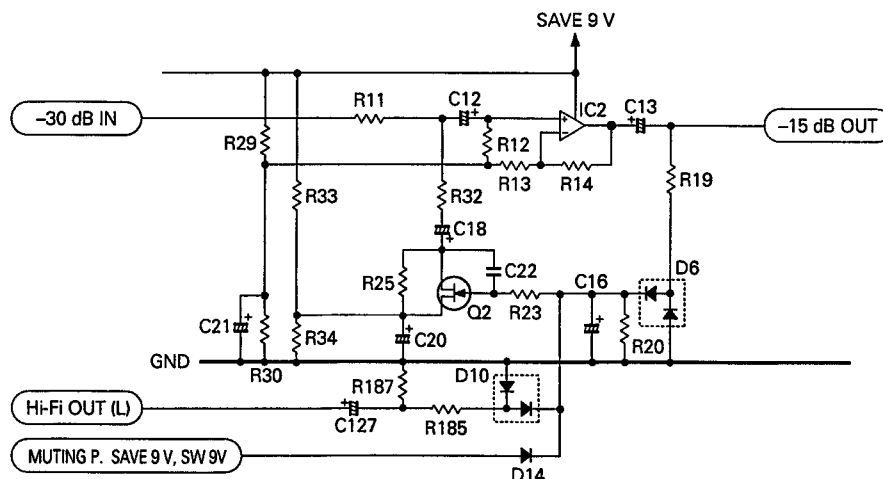 SAVE 9 V
–30 dB IN
R11
C12
+
+
–
IC2
C13
+
–15 dB OUT
R29
R12
R13
R14
R19
R33
R32
C18
+
R25
C22
C16
D6
Q2
R23
+
C21
+
R34
+
C20
R20
GND
R30
D10
R187
Hi-Fi OUT (L)
+
C127
R185
MUTING P. SAVE 9 V, SW 9V
D14